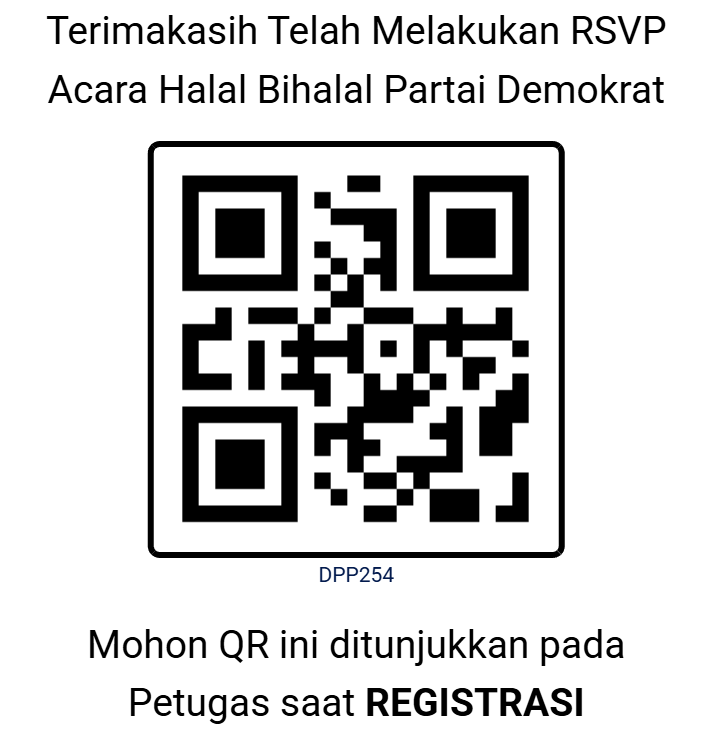 Terimakasih Telah Melakukan RSVP
Acara Halal Bihalal Partai Demokrat
DPP254
Mohon QR ini ditunjukkan pada
Petugas saat REGISTRASI